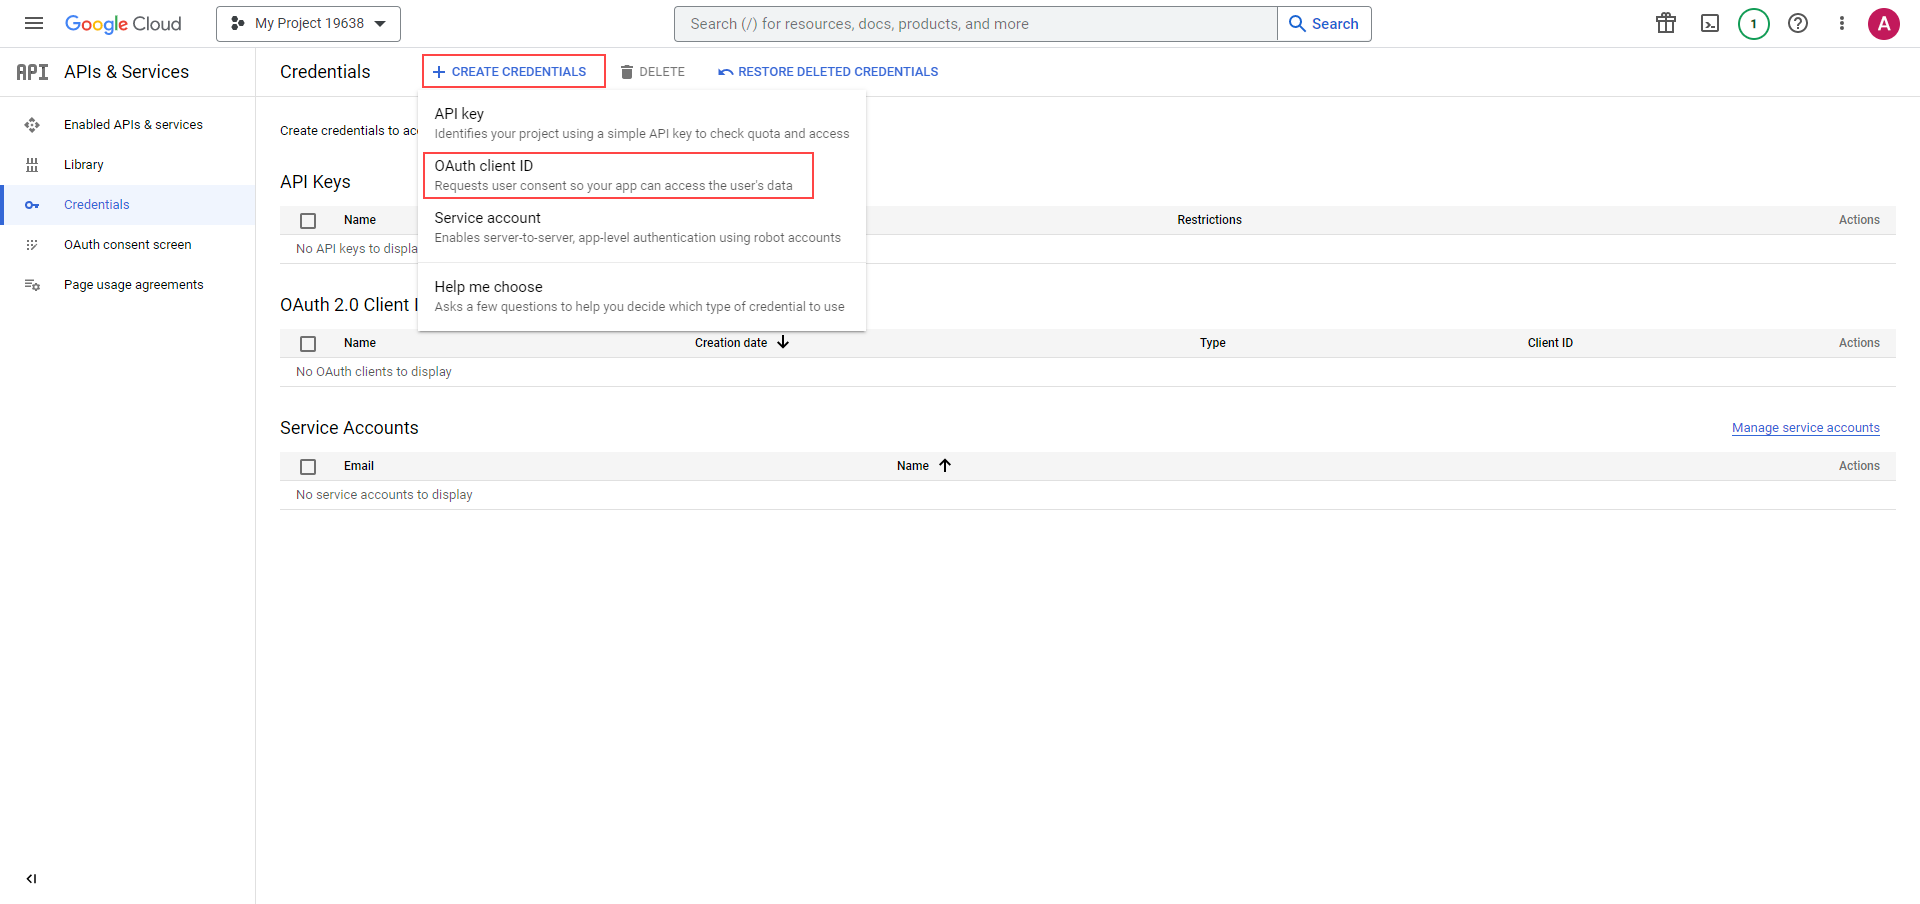 Google Cloud
My Project 19638
Search (/) for resources, docs, products, and more
Search
1
A
API
APIs & Services
Credentials
CREATE CREDENTIALS
DELETE
RESTORE DELETED CREDENTIALS
Enabled APIs & services
Library
Credentials
OAuth consent screen
Page usage agreements
Create credentials to
API key
Identifies your project using a simple API key to check quota and access
OAuth client ID
Requests user consent so your app can access the user's data
Service account
Enables server-to-server, app-level authentication using robot accounts
Help me choose
Asks a few questions to help you decide which type of credential to use
API Keys
Name
Restrictions
Actions
No API keys to displa
OAuth 2.0 Client I
Name
Creation date
Type
Client ID
Actions
No OAuth clients to display
Service Accounts
Manage service accounts
Email
Name
Actions
No service accounts to display